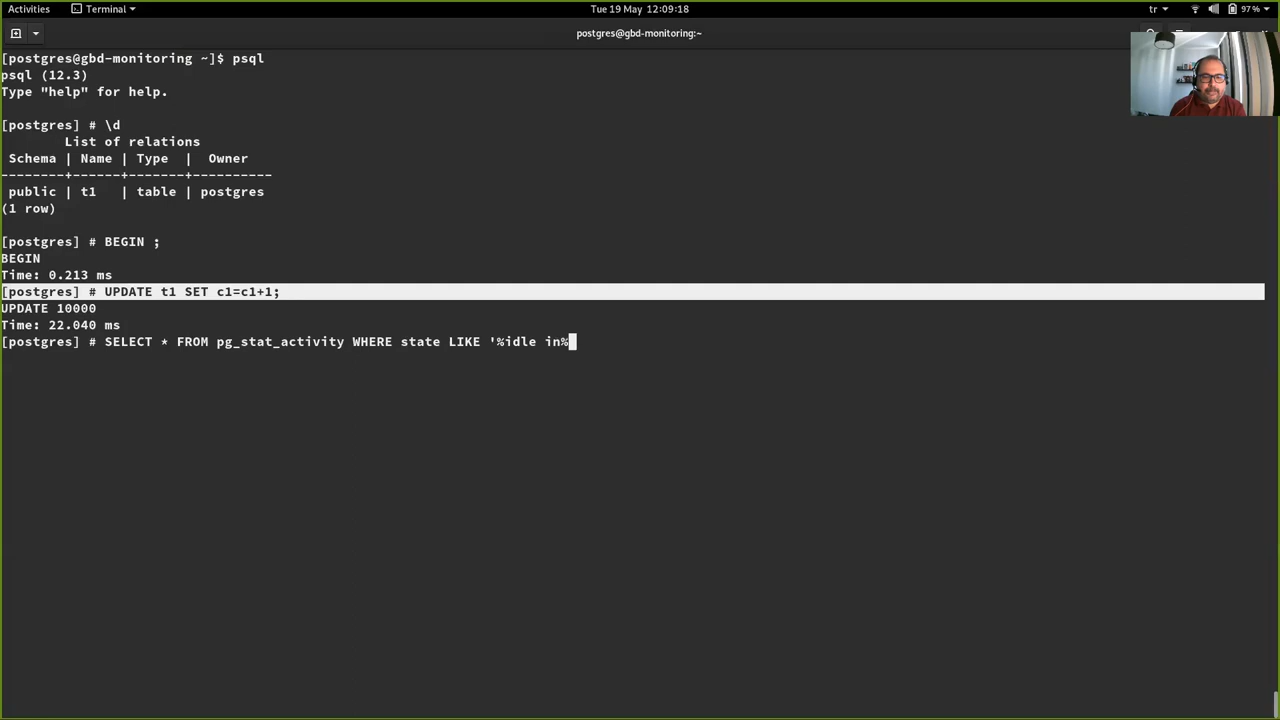 Activities
Terminal
Tue 19 May 12:09:18
tr
97%
postgres@gbd-monitoring:~
[postgres@gbd-monitoring ~]$ psql
psql (12.3)
Type "help" for help.
[postgres] # \d
List of relations
Schema | Name | Type | Owner
--------+------+-------+----------
public | t1 | table | postgres
(1 row)
[postgres] # BEGIN ;
BEGIN
Time: 0.213 ms
[postgres] # UPDATE t1 SET c1=c1+1;
UPDATE 10000
Time: 22.040 ms
[postgres] # SELECT * FROM pg_stat_activity WHERE state LIKE '%idle in%